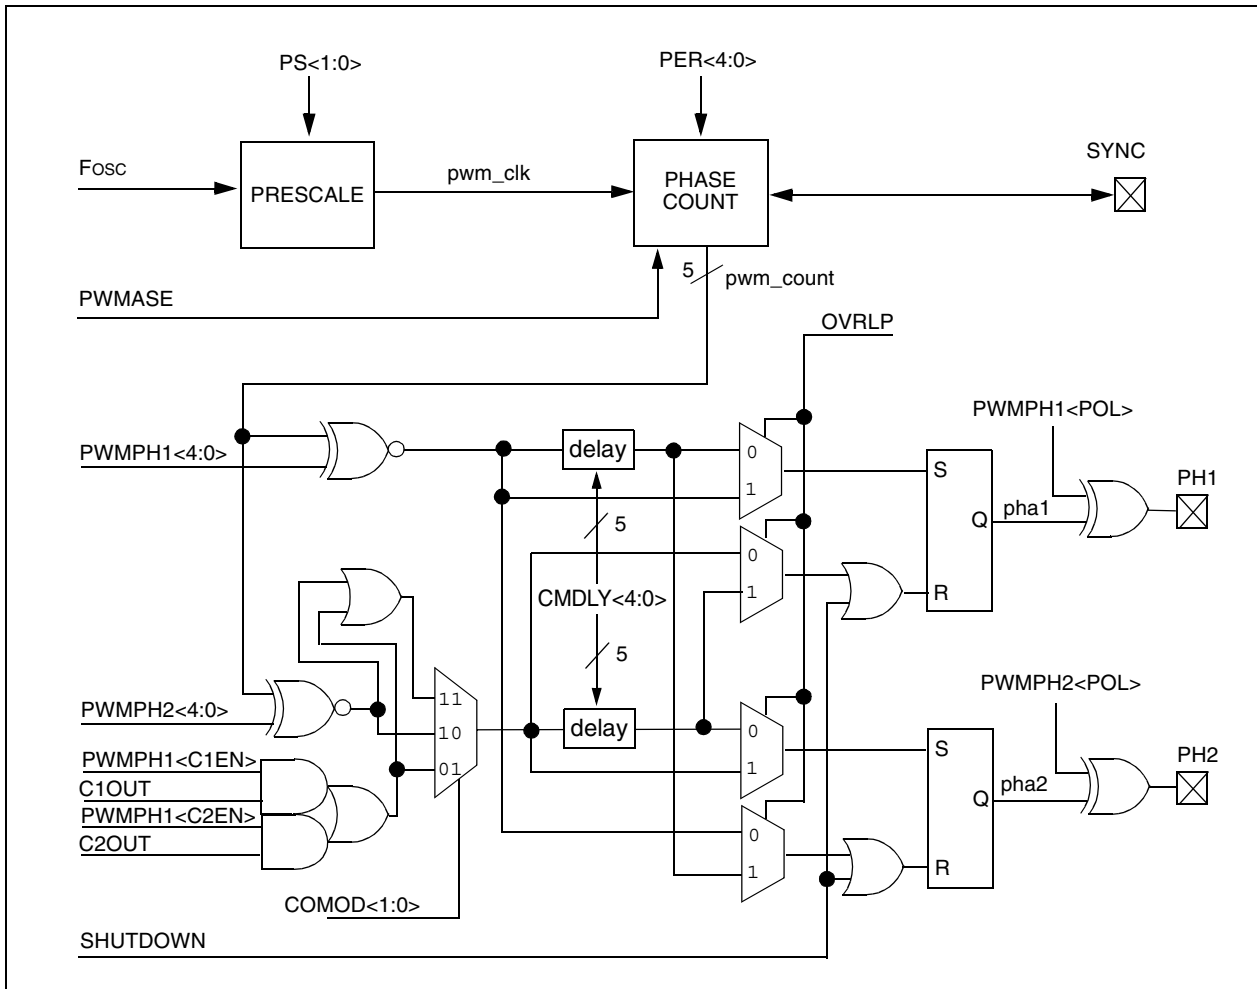 PS<1:0>
PER<4:0>
FOSC
PRESCALE
pwm_clk
PHASE
COUNT
SYNC
PWMASE
5
pwm_count
OVRLP
PWMPH1<4:0>
delay
0
1
S
Q
R
pha1
PWMPH1<POL>
PH1
5
0
1
CMDLY<4:0>
5
11
10
01
PWMPH2<4:0>
delay
0
1
S
Q
R
pha2
PWMPH2<POL>
PH2
PWMPH1<C1EN>
C1OUT
PWMPH1<C2EN>
C2OUT
0
1
COMOD<1:0>
SHUTDOWN